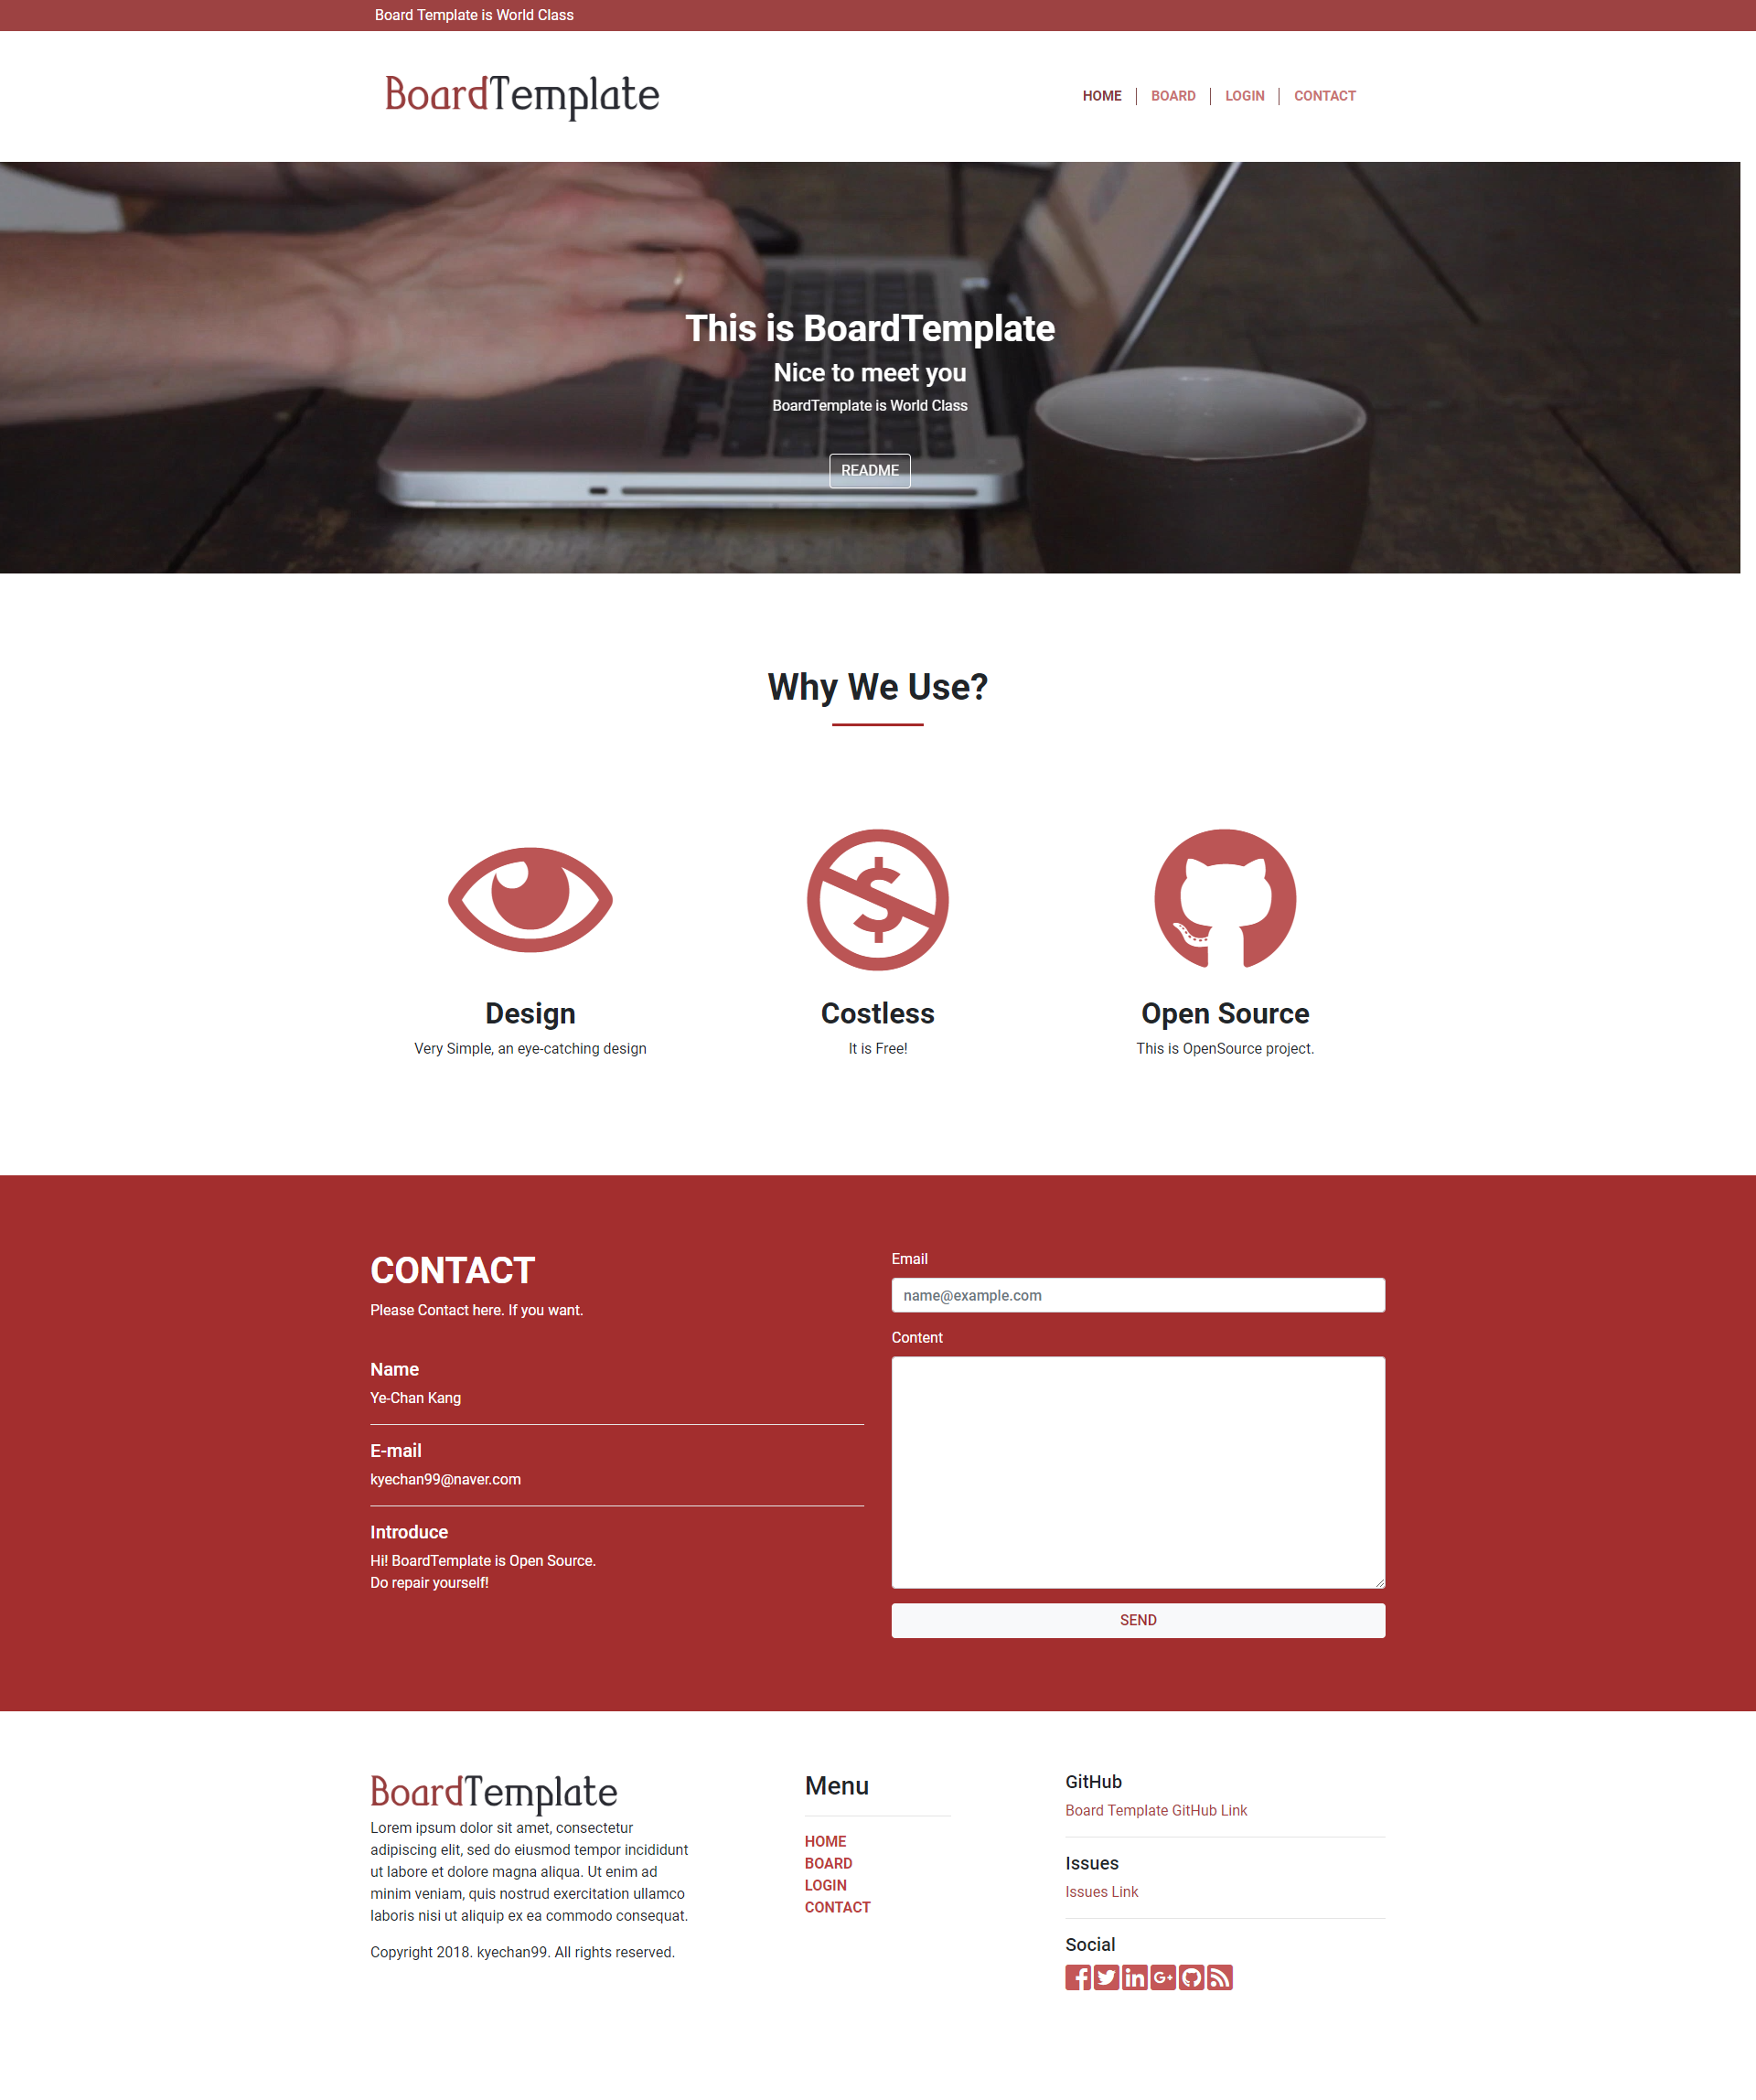 Board Template is World Class
BoardTemplate
HOME
BOARD
LOGIN
CONTACT
This is BoardTemplate
Nice to meet you
BoardTemplate is World Class
README
Why We Use?
Design
Very Simple, an eye-catching design
Costless
It is Free!
Open Source
This is OpenSource project.
CONTACT
Please Contact here. If you want.
Name
Ye-Chan Kang
E-mail
kyechan99@naver.com
Introduce
Hi! BoardTemplate is Open Source.
Do repair yourself!
Email
name@example.com
Content
SEND
BoardTemplate
Lorem ipsum dolor sit amet, consectetur
adipiscing elit, sed do eiusmod tempor incididunt
ut labore et dolore magna aliqua. Ut enim ad
minim veniam, quis nostrud exercitation ullamco
laboris nisi ut aliquip ex ea commodo consequat.
Copyright 2018. kyechan99. All rights reserved.
Menu
HOME
BOARD
LOGIN
CONTACT
GitHub
Board Template GitHub Link
Issues
Issues Link
Social